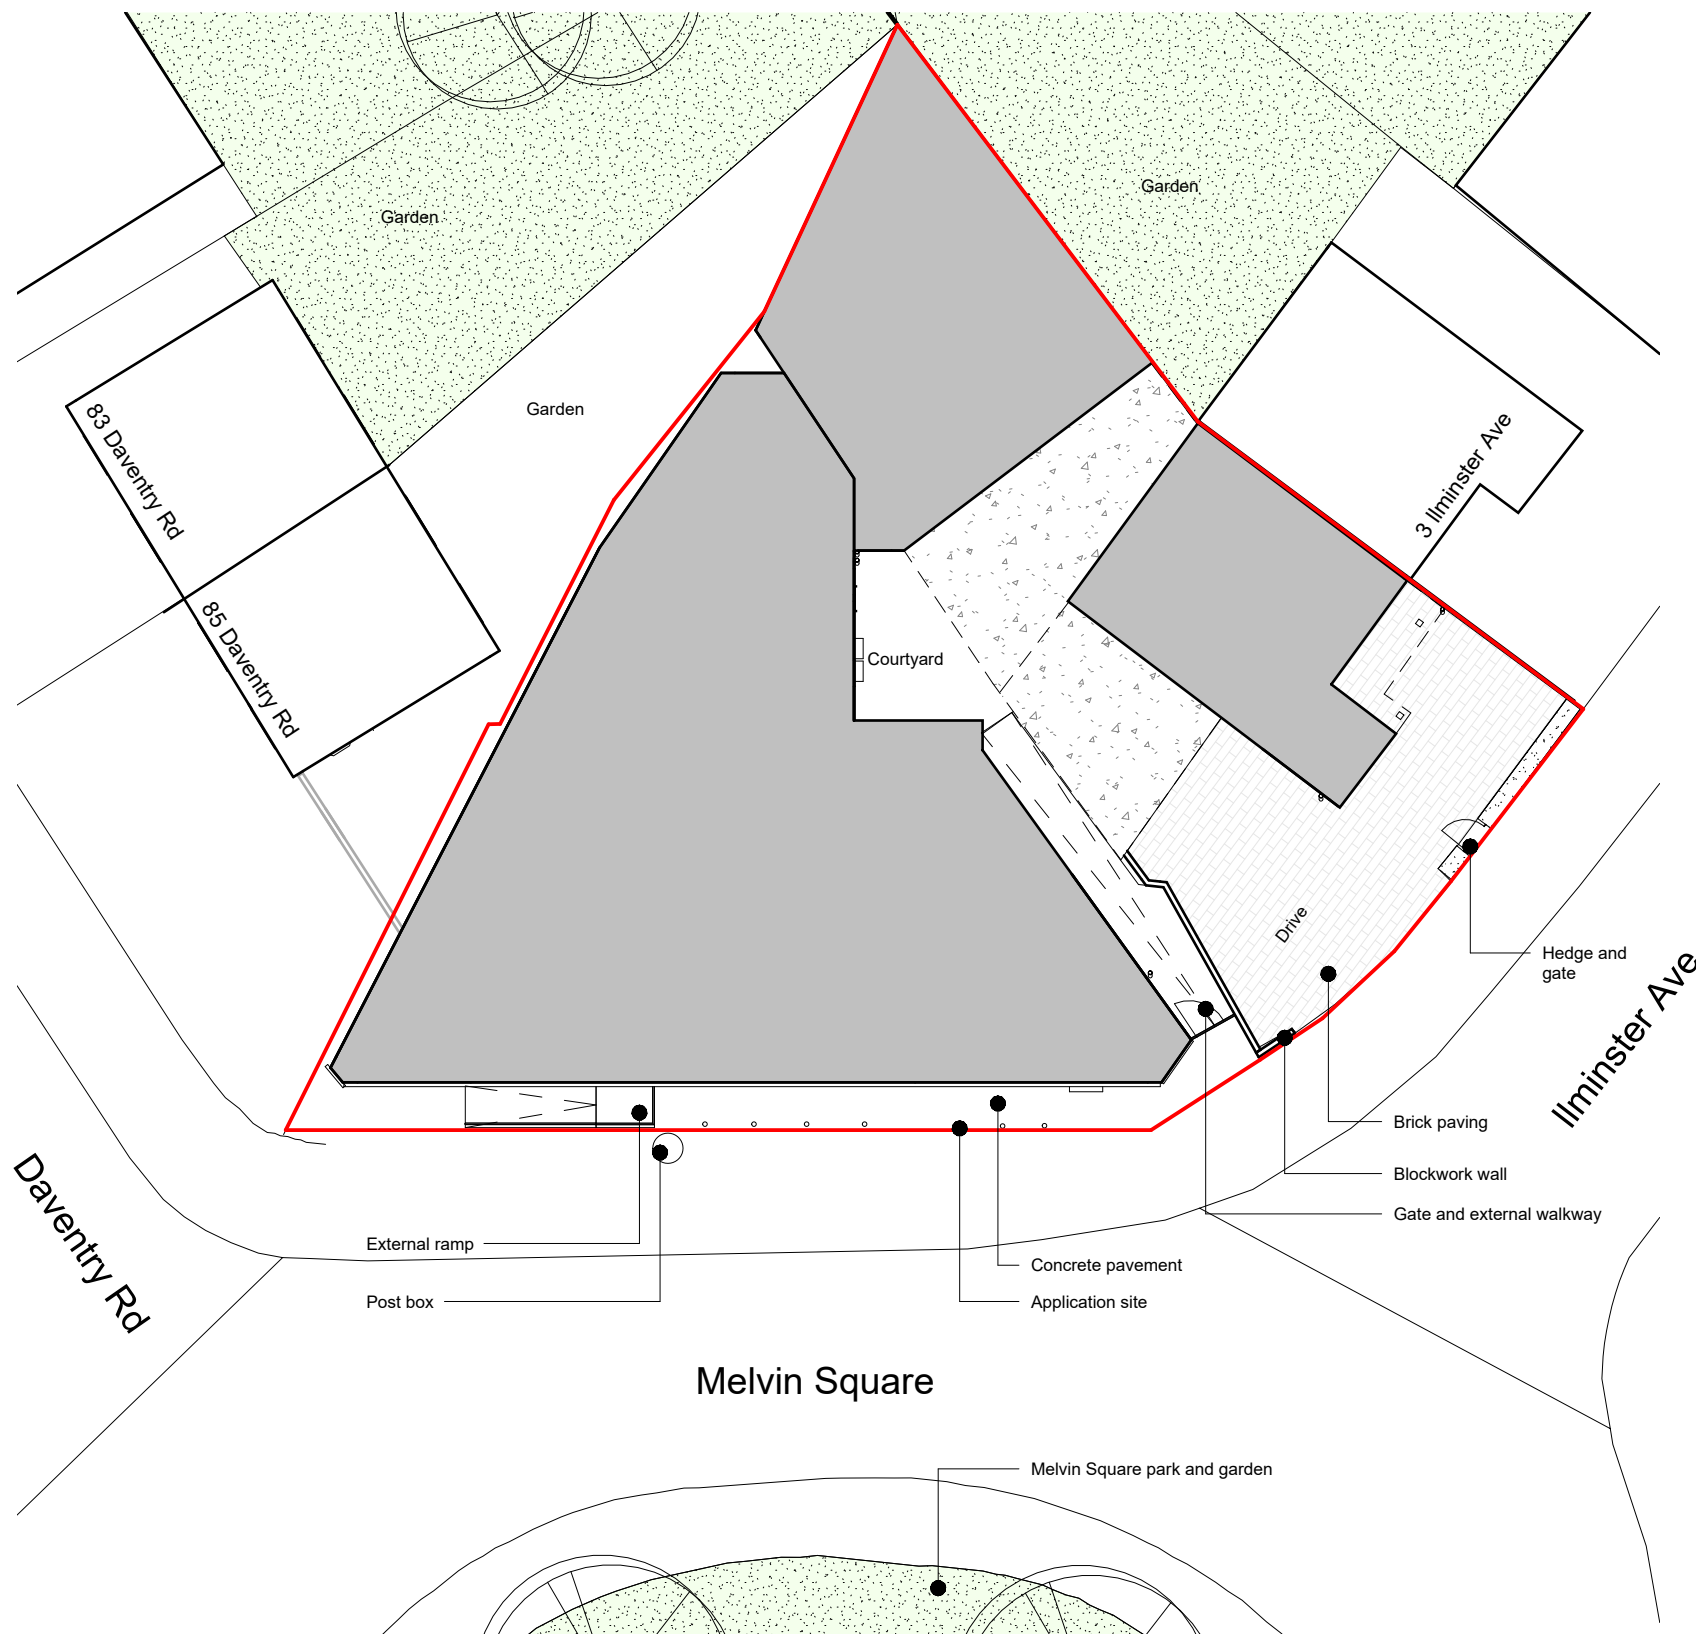 Garden
Garden
Garden
83 Daventry Rd
85 Daventry Rd
3 Ilminster Ave
Courtyard
Drive
Hedge and
gate
Ilminster Ave
Brick paving
Blockwork wall
Gate and external walkway
External ramp
Concrete pavement
Post box
Application site
Daventry Rd
Melvin Square
Melvin Square park and garden